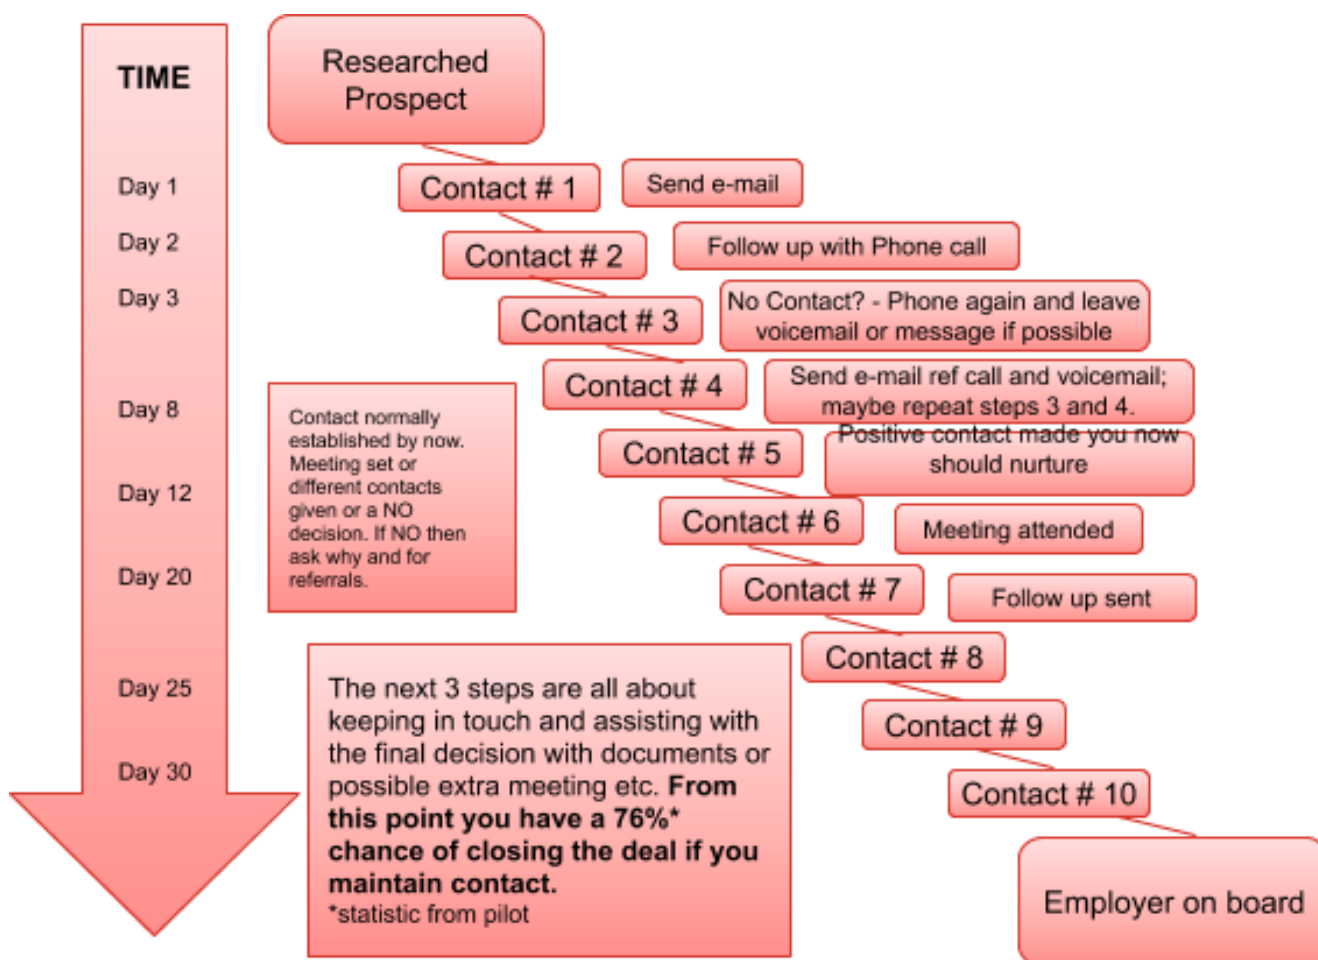 TIME
Day 1
Day 2
Day 3
Day 8
Day 12
Day 20
Day 25
Day 30
Researched
Prospect
Contact # 1
Send e-mail
Contact # 2
Follow up with Phone call
Contact # 3
No Contact? - Phone again and leave
voicemail or message if possible
Contact # 4
Send e-mail ref call and voicemail;
maybe repeat steps 3 and 4.
Contact # 5
Positive contact made you now
should nurture
Contact # 6
Meeting attended
Contact # 7
Follow up sent
Contact # 8
Contact # 9
Contact # 10
Employer on board
Contact normally
established by now.
Meeting set or
different contacts
given or a NO
decision. If NO then
ask why and for
referrals.
The next 3 steps are all about
keeping in touch and assisting with
the final decision with documents or
possible extra meeting etc. From
this point you have a 76%*
chance of closing the deal if you
maintain contact.
*statistic from pilot